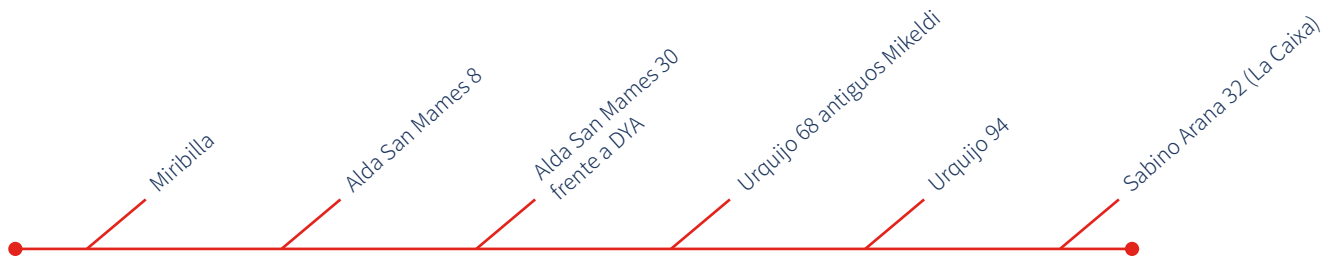 Miribilla
Alda San Mames 8
Alda San Mames 30
frente a DYA
Urquijo 68 antiguos Mikeldi
Urquijo 94
Sabino Arana 32 (La Caixa)